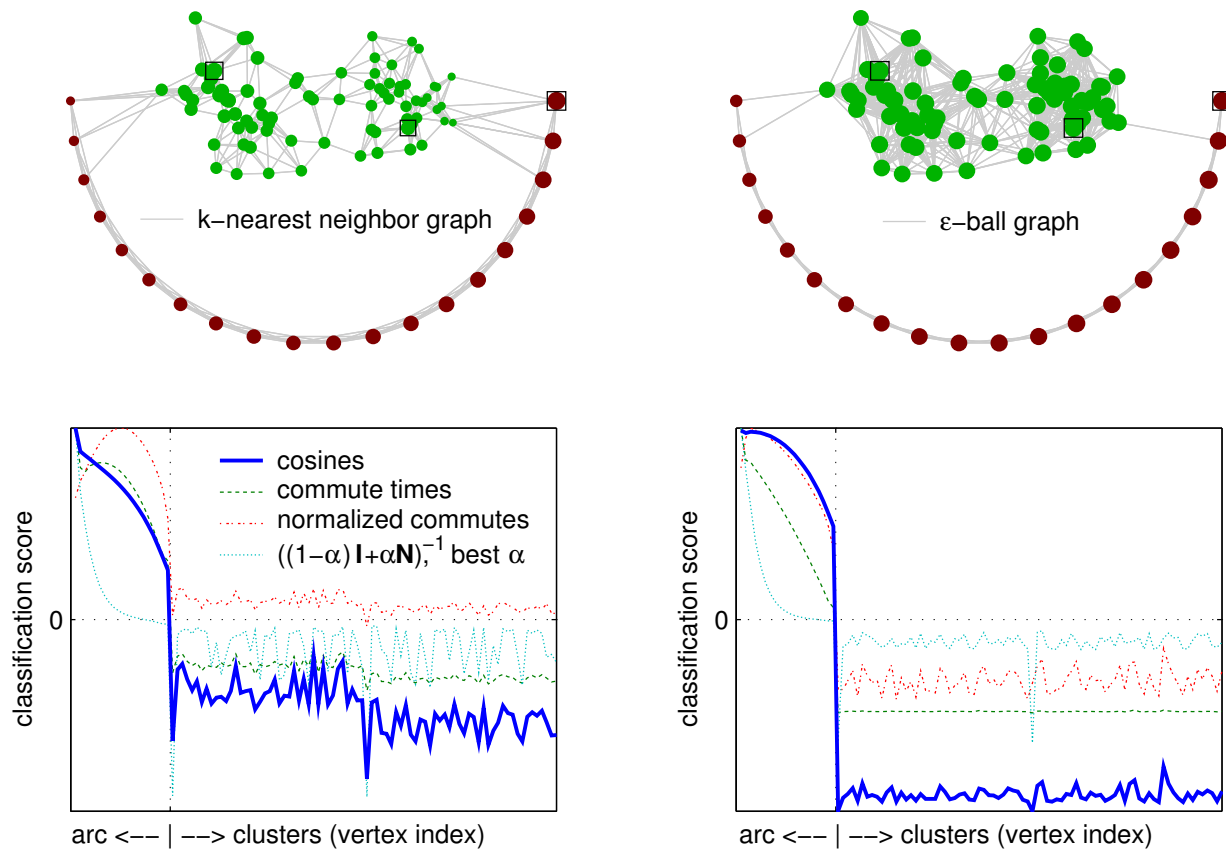 k−nearest neighbor graph
ε−ball graph
cosines
commute times
normalized commutes
((1−α) I+αN),⁻¹ best α
classification score
0
arc <−− | −−> clusters (vertex index)
classification score
0
arc <−− | −−> clusters (vertex index)